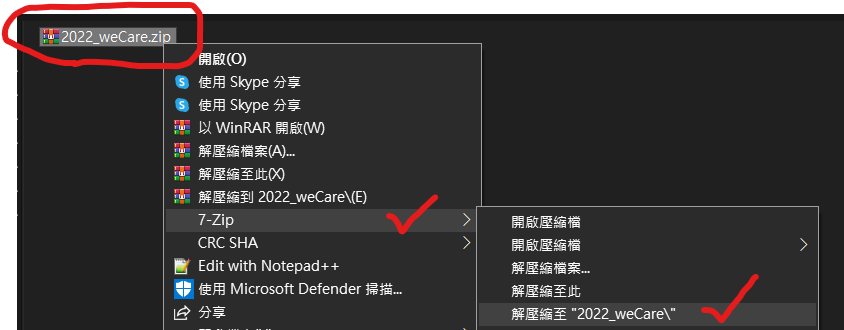 2022_weCare.zip
開啟(O)
使用 Skype 分享
使用 Skype 分享
以 WinRAR 開啟(W)
解壓縮檔案(A)...
解壓縮至此(X)
解壓縮到 2022_weCare\(E)
7-Zip
CRC SHA
Edit with Notepad++
使用 Microsoft Defender 掃描...
分享
開啟壓縮檔
開啟壓縮檔
解壓縮檔案...
解壓縮至此
解壓縮至 "2022_weCare\"